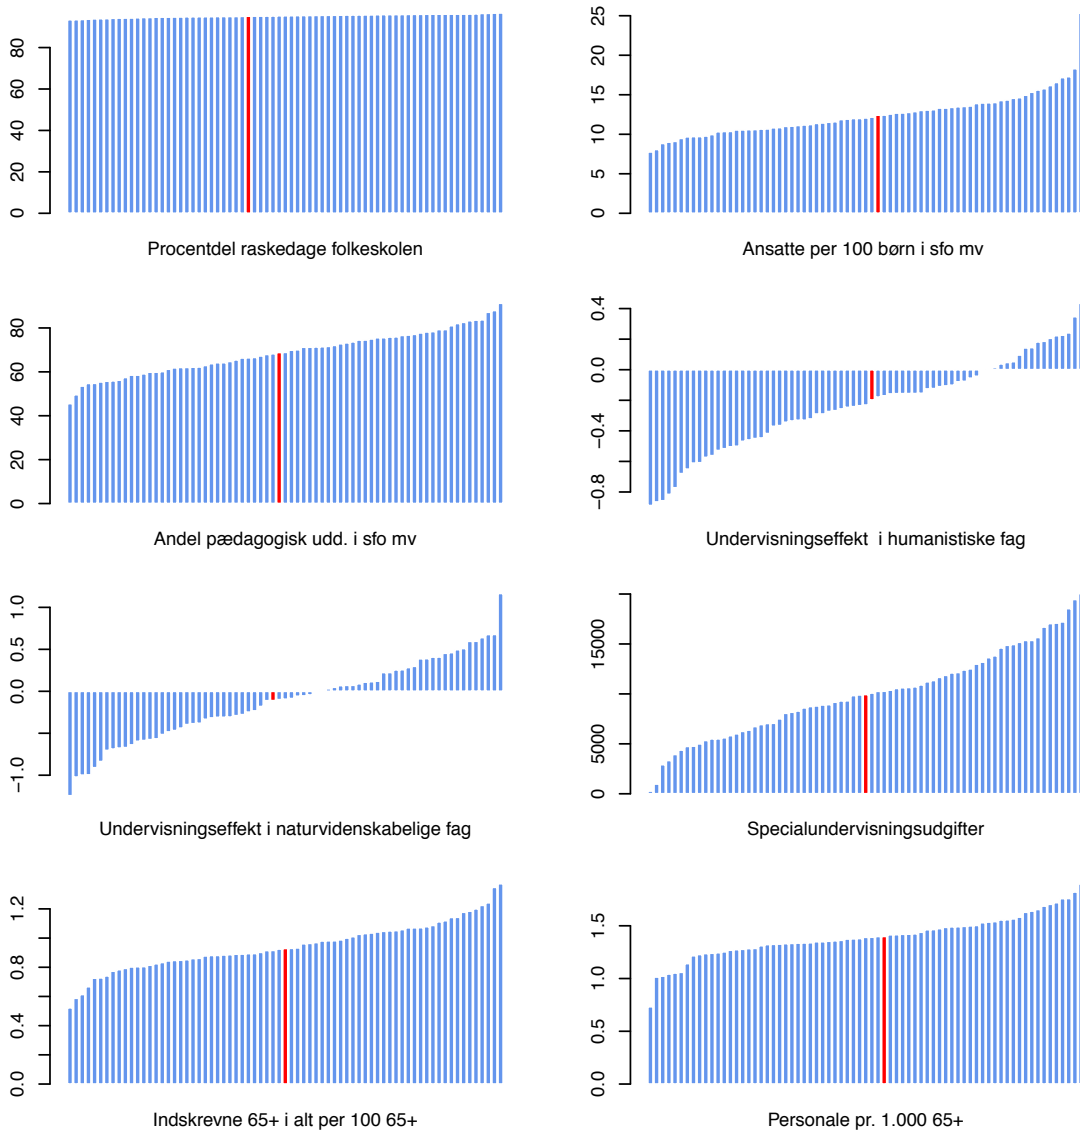 0 20 40 60 80
Procentdel raskedage folkeskolen
0 5 10 15 20 25
Ansatte per 100 børn i sfo mv
0 20 40 60 80
Andel pædagogisk udd. i sfo mv
−0.8 −0.4 0.0 0.4
Undervisningseffekt  i humanistiske fag
−1.0 0.0 0.5 1.0
Undervisningseffekt i naturvidenskabelige fag
0 5000 15000
Specialundervisningsudgifter
0.0 0.4 0.8 1.2
Indskrevne 65+ i alt per 100 65+
0.0 0.5 1.0 1.5
Personale pr. 1.000 65+